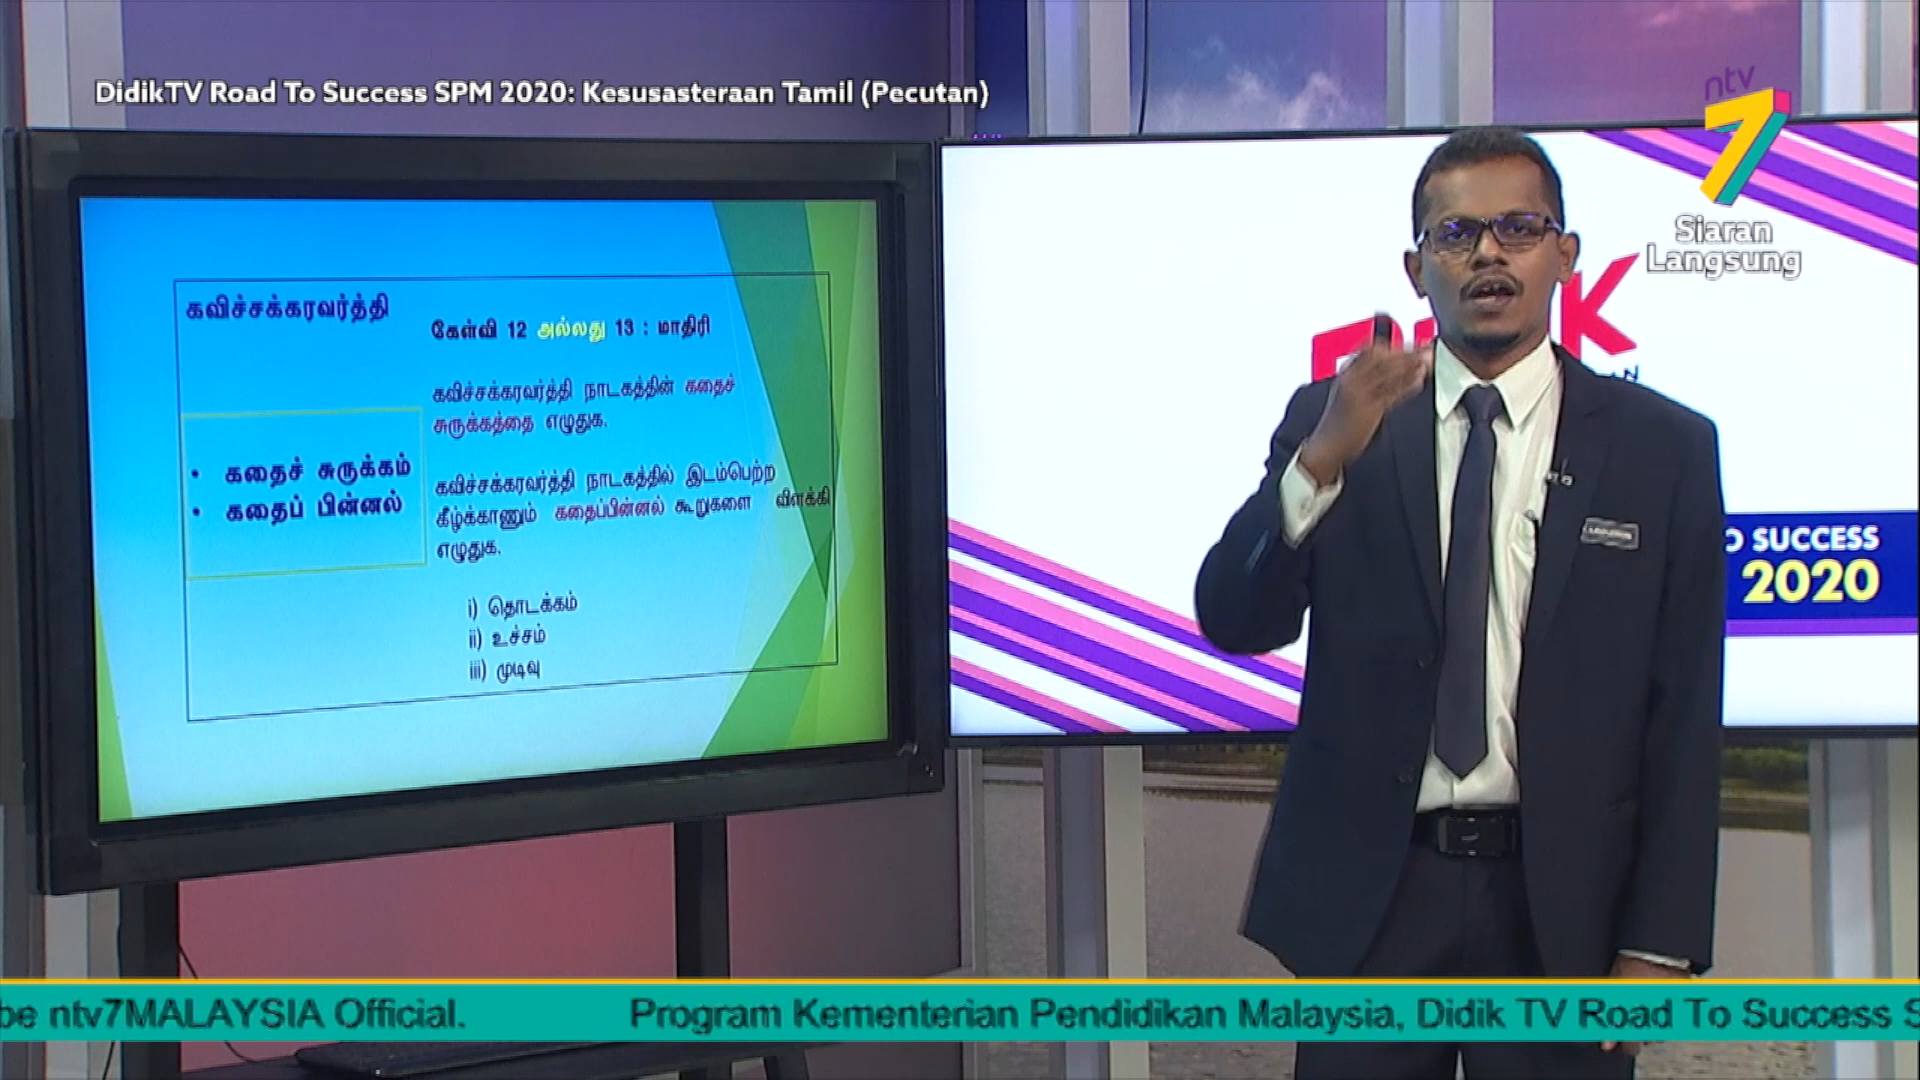 DidikTV Road To Success SPM 2020: Kesusasteraan Tamil (Pecutan)
ntv
7
Siaran
Langsung
கவிச்சக்கரவர்த்தி
கேள்வி 12 அல்லது 13 : மாதிரி
கவிச்சக்கரவர்த்தி நாடகத்தின் கதைச்
சுருக்கத்தை எழுதுக.
• கதைச் சுருக்கம்
• கதைப் பின்னல்
கவிச்சக்கரவர்த்தி நாடகத்தில் இடம்பெற்ற
கீழ்க்காணும் கதைப்பின்னல் கூறுகளை விளக்கி
எழுதுக.
i) தொடக்கம்
ii) உச்சம்
iii) முடிவு
O SUCCESS
2020
be ntv7MALAYSIA Official. Program Kementerian Pendidikan Malaysia, Didik TV Road To Success S